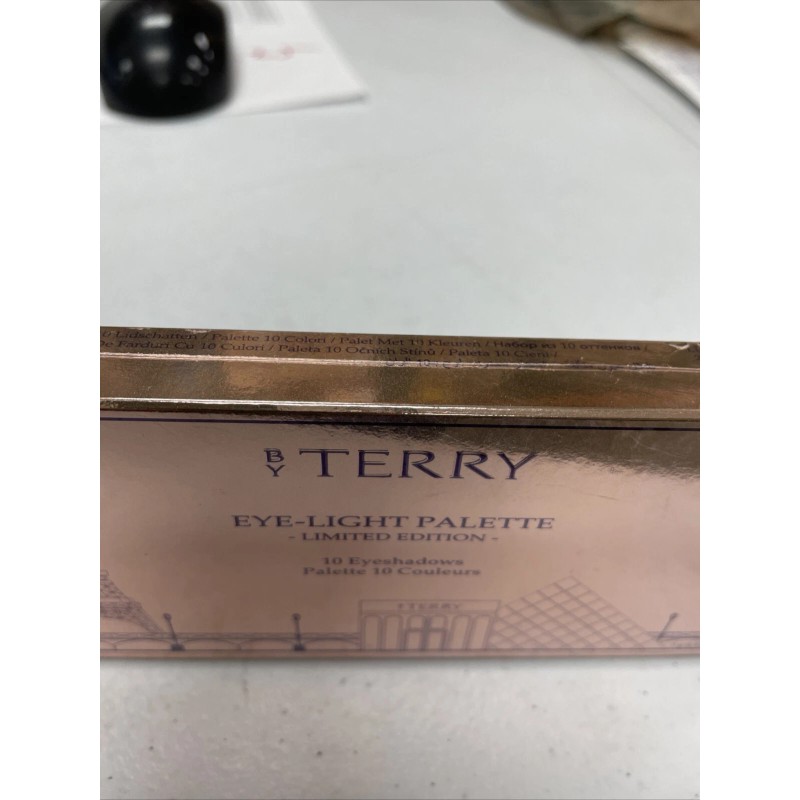 Lidschatten / Palette 10 Colori / Palet Met 10 Kleuren / Набор из 10 оттенков /
De Farduri Cu 10 Culori / Paleta 10 Očních Stínů / Paleta 10 Cieni /
BY TERRY
EYE-LIGHT PALETTE
- LIMITED EDITION -
10 Eyeshadows
Palette 10 Couleurs
BY TERRY